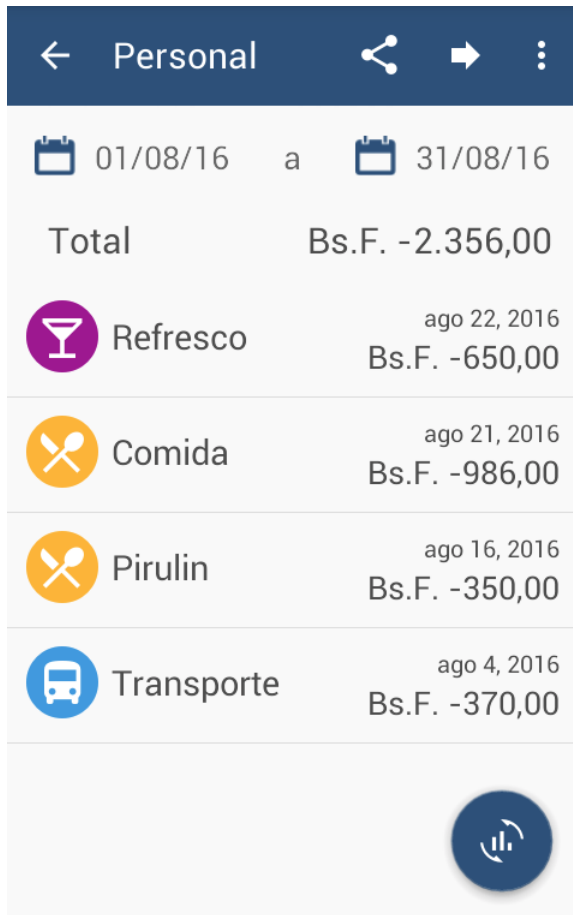 Personal
01/08/16 a 31/08/16
Total Bs.F. -2.356,00
Refresco ago 22, 2016
Bs.F. -650,00
Comida ago 21, 2016
Bs.F. -986,00
Pirulin ago 16, 2016
Bs.F. -350,00
Transporte ago 4, 2016
Bs.F. -370,00